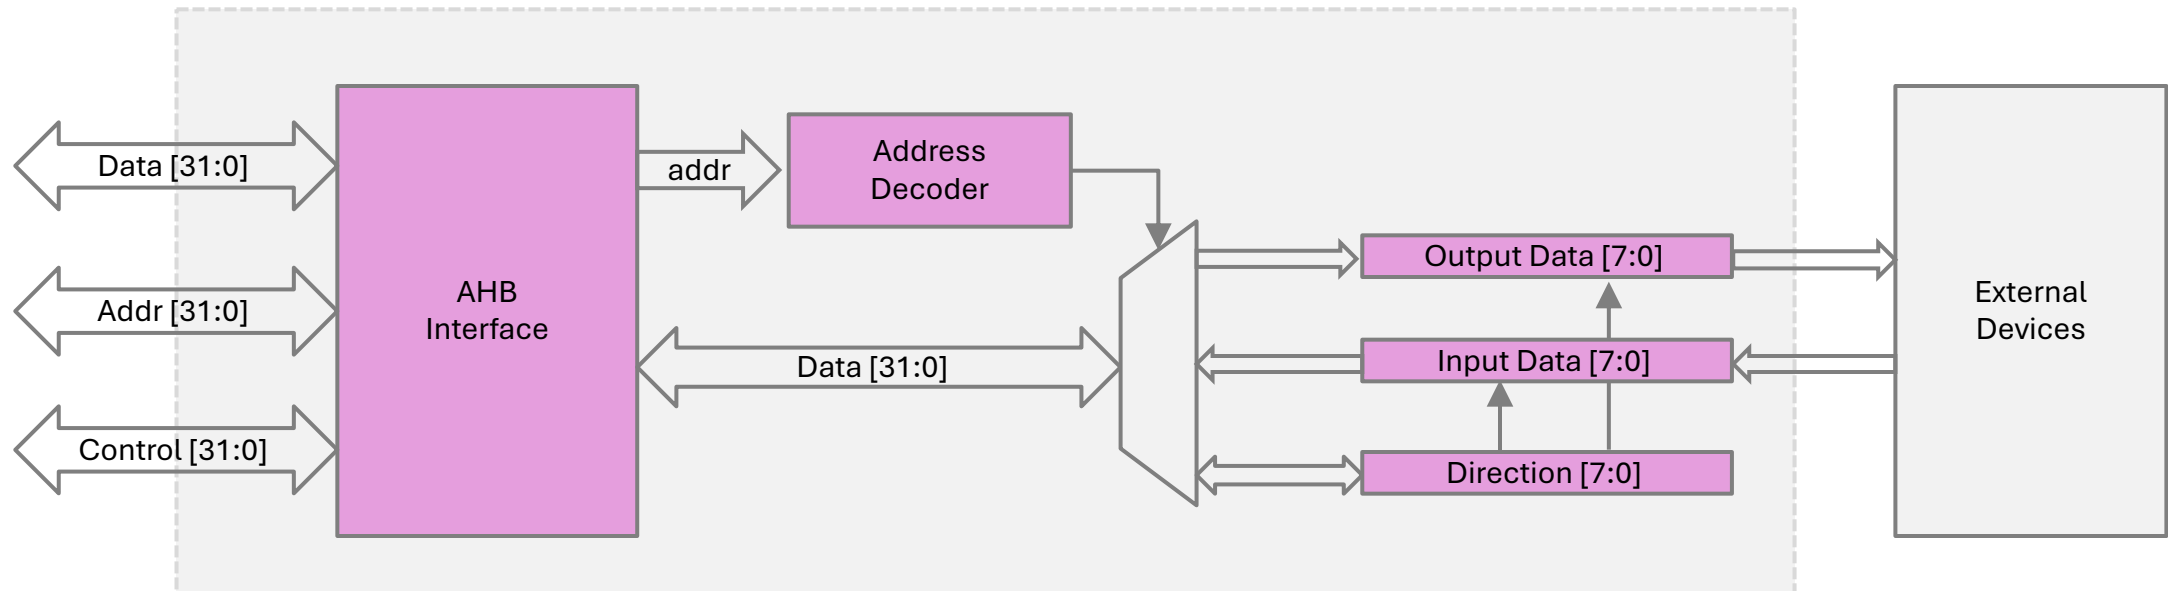 Data [31:0]
Addr [31:0]
Control [31:0]
AHB
Interface
addr
Address
Decoder
Data [31:0]
Output Data [7:0]
Input Data [7:0]
Direction [7:0]
External
Devices